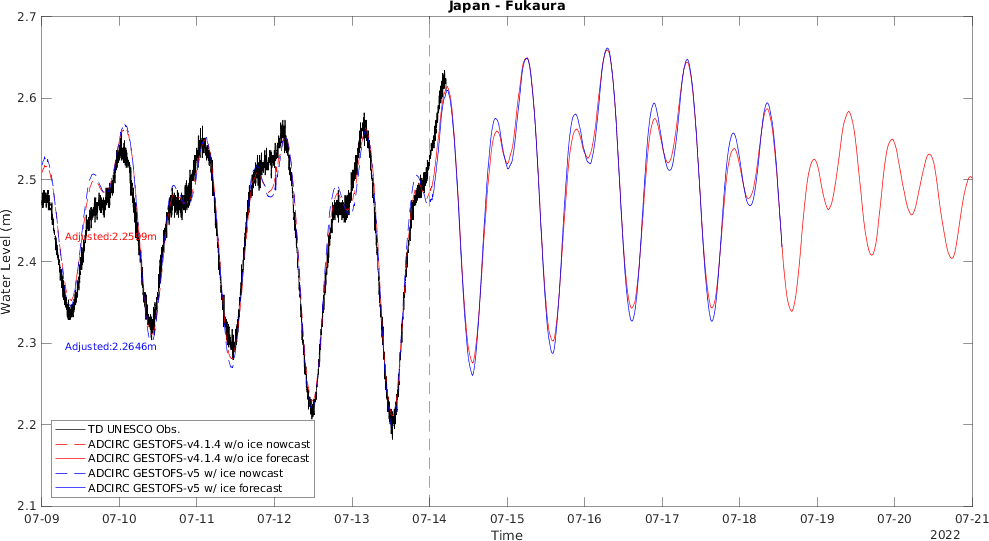 Japan - Fukaura
2.7
2.6
2.5
2.4
2.3
2.2
2.1
Water Level (m)
Adjusted:2.2509m
Adjusted:2.2646m
TD UNESCO Obs.
ADCIRC GESTOFS-v4.1.4 w/o ice nowcast
ADCIRC GESTOFS-v4.1.4 w/o ice forecast
ADCIRC GESTOFS-v5 w/ ice nowcast
ADCIRC GESTOFS-v5 w/ ice forecast
07-09 07-10 07-11 07-12 07-13 07-14 07-15 07-16 07-17 07-18 07-19 07-20 07-21
Time
2022